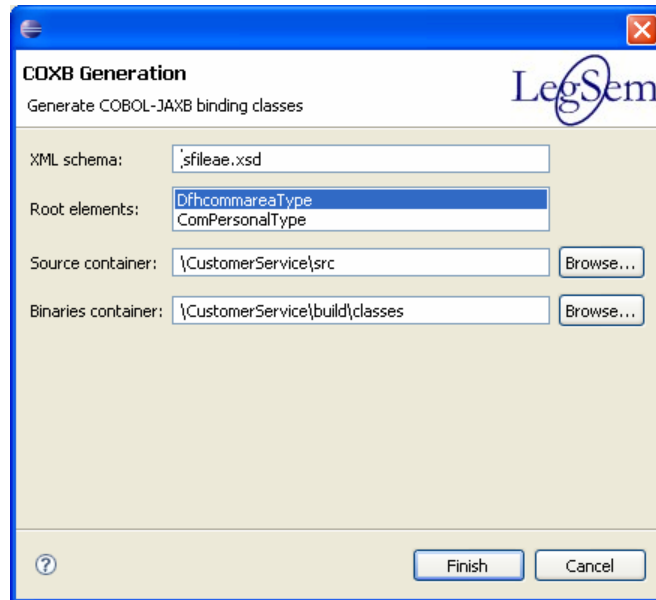 COXB Generation
Generate COBOL-JAXB binding classes
LegSem
XML schema:
sfileae.xsd
Root elements:
DfhcommareaType
ComPersonalType
Source container:
\CustomerService\src
Browse...
Binaries container:
\CustomerService\build\classes
Browse...
?
Finish
Cancel